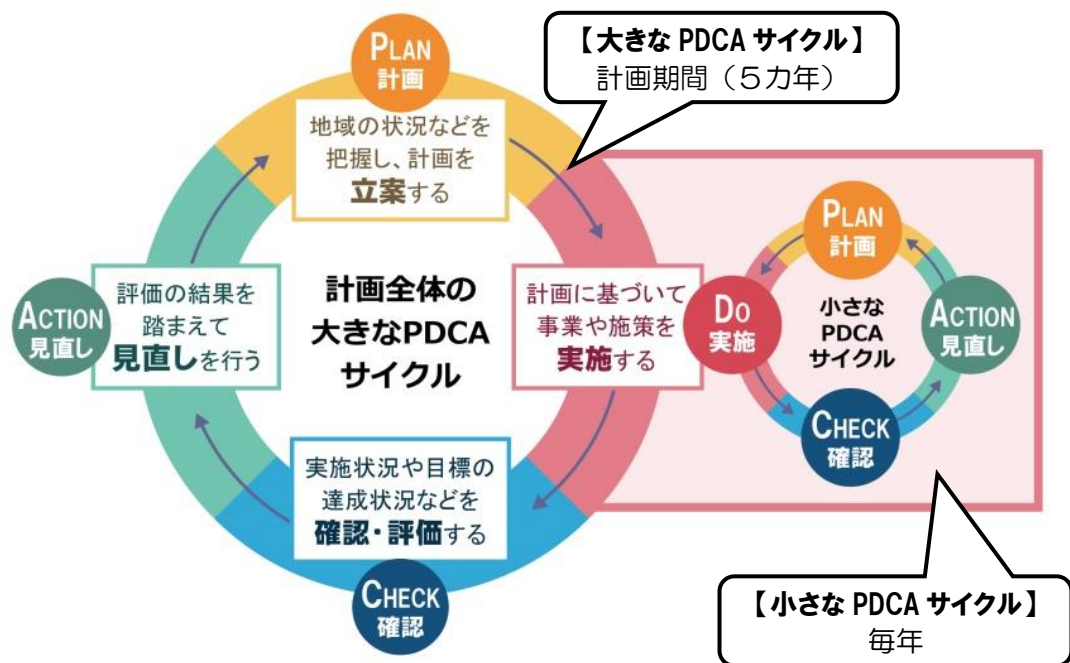 PLAN
計画
地域の状況などを
把握し、計画を
立案する
【大きな PDCA サイクル】
計画期間（５カ年）
ACTION
見直し
評価の結果を
踏まえて
見直しを行う
計画全体の
大きなPDCA
サイクル
計画に基づいて
事業や施策を
実施する
DO
実施
PLAN
計画
小さな
PDCA
サイクル
ACTION
見直し
CHECK
確認
実施状況や目標の
達成状況などを
確認・評価する
CHECK
確認
【小さな PDCA サイクル】
毎年